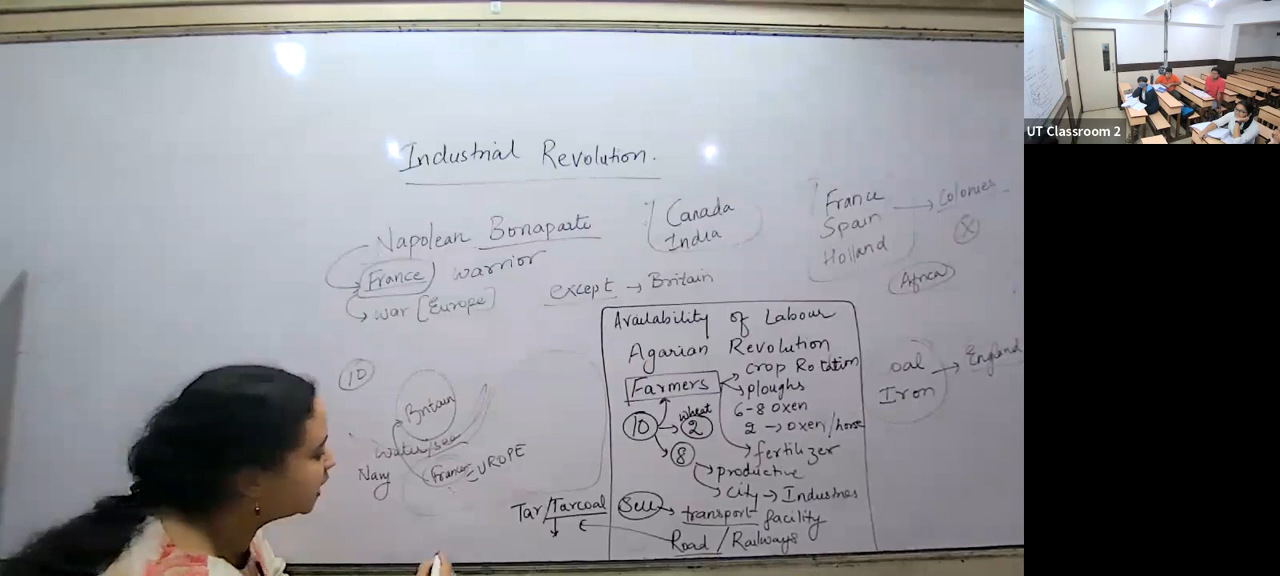 Industrial Revolution.
Napolean Bonaparte
France warrior
war [Europe]
Canada
India
except → Britain
France → Colonies
Spain
Holland
X
Africa
10
Britain
water/sea
Navy
France
EUROPE
Availability of Labour
Agarian Revolution
Farmers
crop Rotation
ploughs
6-8 oxen
2 → oxen/horse
fertilizer
10 → wheat 2
8
productive
city → Industries
Sell → transport facility
Road / Railways
Tar/Tarcoal
oal → England
Iron
UT Classroom 2